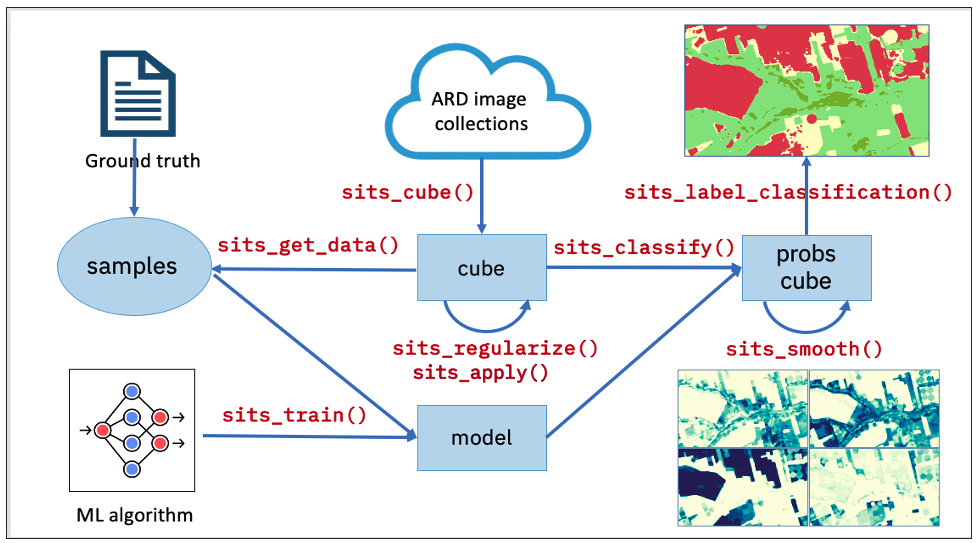 ARD image
collections
Ground truth
sits_cube()
sits_label_classification()
sits_get_data()
sits_classify()
samples
cube
probs
cube
sits_regularize()
sits_apply()
sits_smooth()
sits_train()
model
ML algorithm